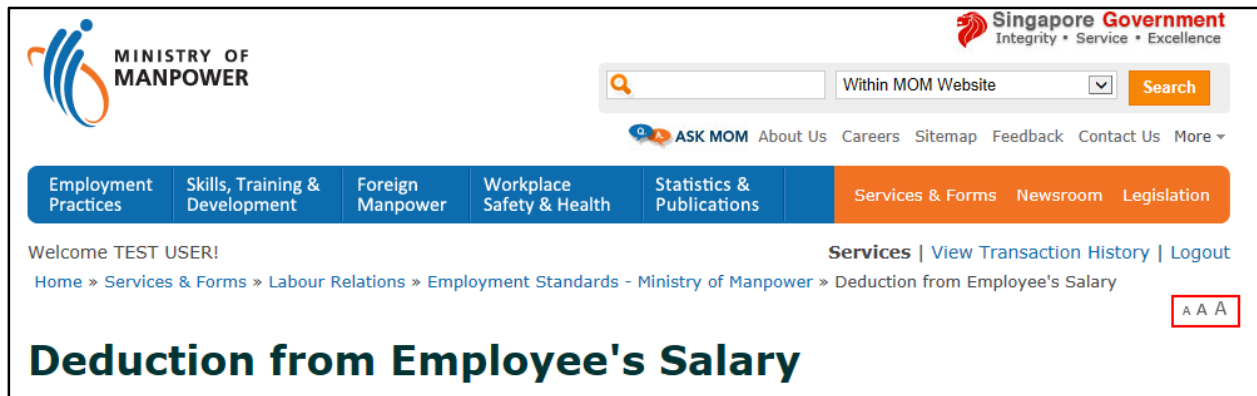 Singapore Government
Integrity • Service • Excellence
MINISTRY OF
MANPOWER
Within MOM Website
Search
Q A ASK MOM About Us Careers Sitemap Feedback Contact Us More
Employment Practices
Skills, Training & Development
Foreign Manpower
Workplace Safety & Health
Statistics & Publications
Services & Forms Newsroom Legislation
Welcome TEST USER!
Services | View Transaction History | Logout
Home » Services & Forms » Labour Relations » Employment Standards - Ministry of Manpower » Deduction from Employee's Salary
A A A
Deduction from Employee's Salary